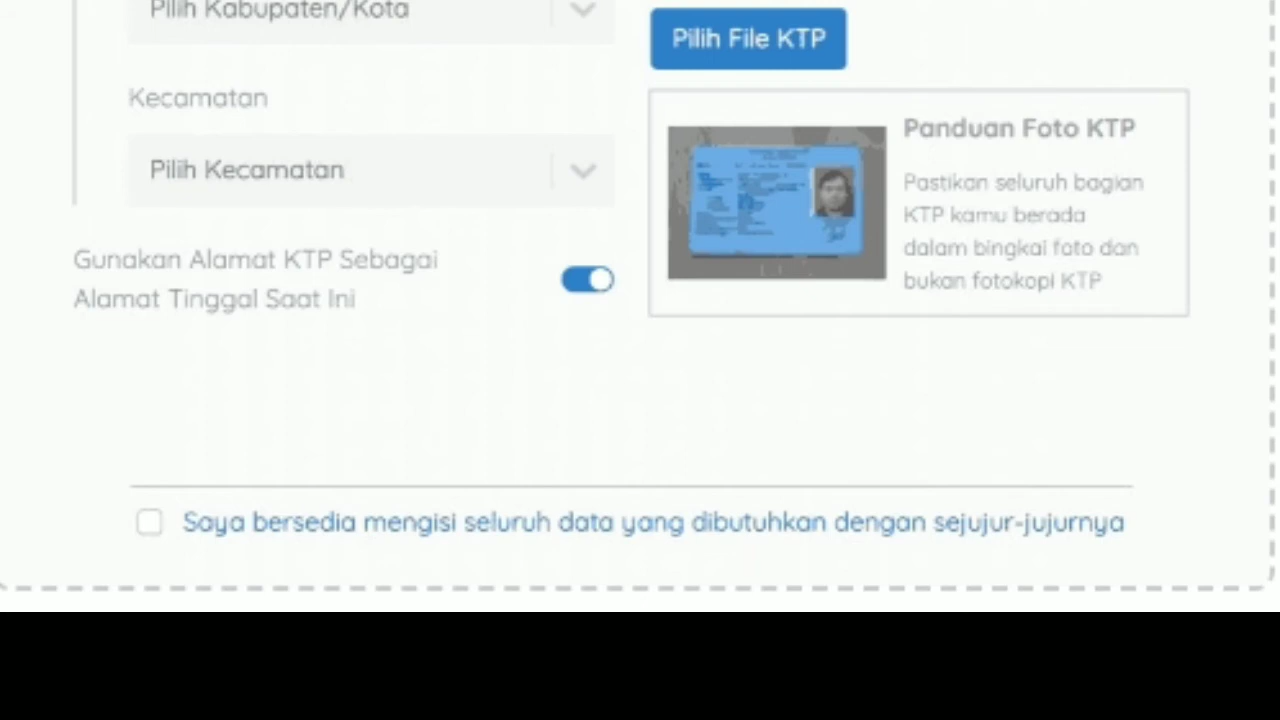 Pilih Kabupaten/Kota
Kecamatan
Pilih Kecamatan
Gunakan Alamat KTP Sebagai
Alamat Tinggal Saat Ini
Pilih File KTP
Panduan Foto KTP
Pastikan seluruh bagian
KTP kamu berada
dalam bingkai foto dan
bukan fotokopi KTP
Saya bersedia mengisi seluruh data yang dibutuhkan dengan sejujur-jujurnya